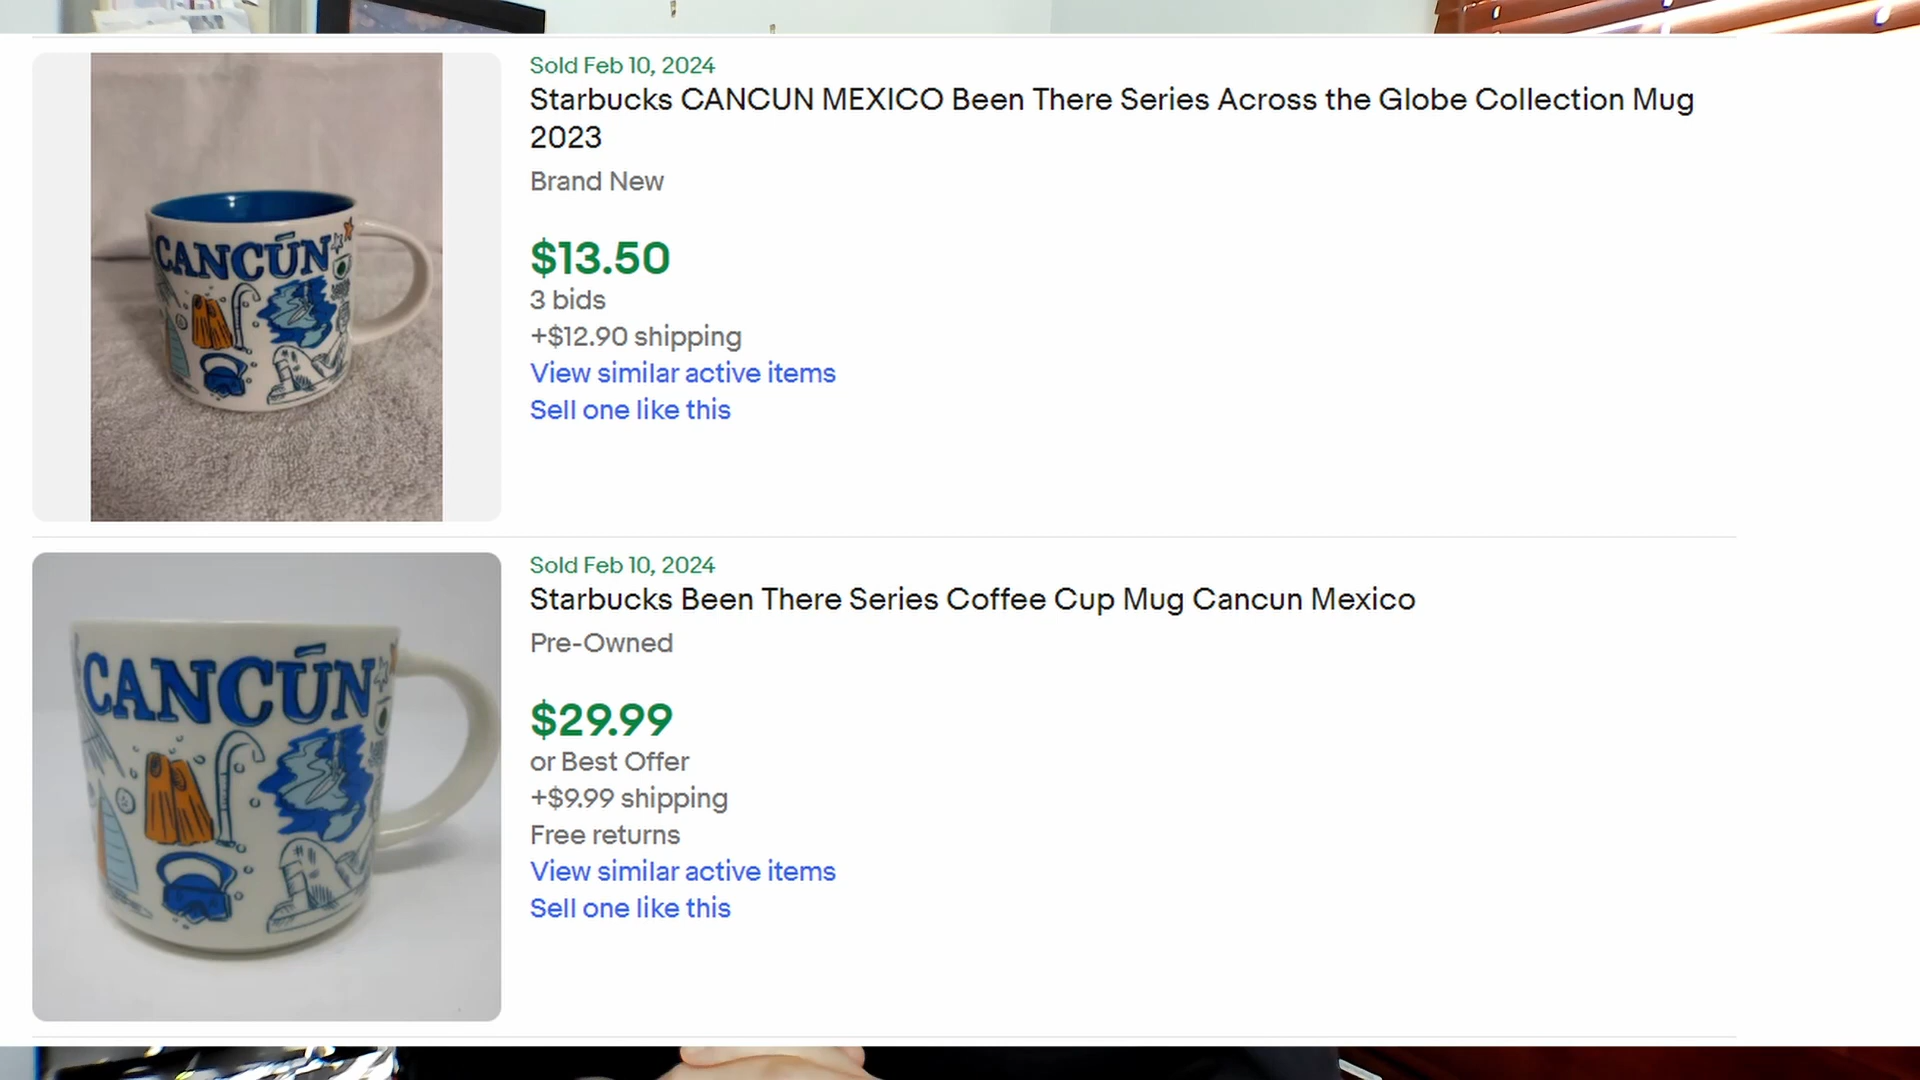 Sold Feb 10, 2024
Starbucks CANCUN MEXICO Been There Series Across the Globe Collection Mug
2023
Brand New
$13.50
3 bids
+$12.90 shipping
View similar active items
Sell one like this
CANCÚN
Sold Feb 10, 2024
Starbucks Been There Series Coffee Cup Mug Cancun Mexico
Pre-Owned
$29.99
or Best Offer
+$9.99 shipping
Free returns
View similar active items
Sell one like this
CANCÚN